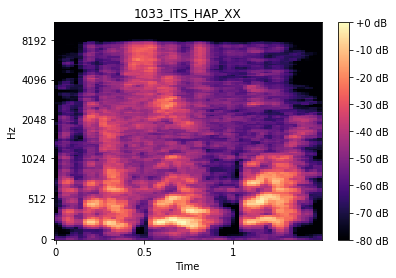 1033_ITS_HAP_XX
Hz
8192
4096
2048
1024
512
0
0
0.5
1
Time
+0 dB
-10 dB
-20 dB
-30 dB
-40 dB
-50 dB
-60 dB
-70 dB
-80 dB